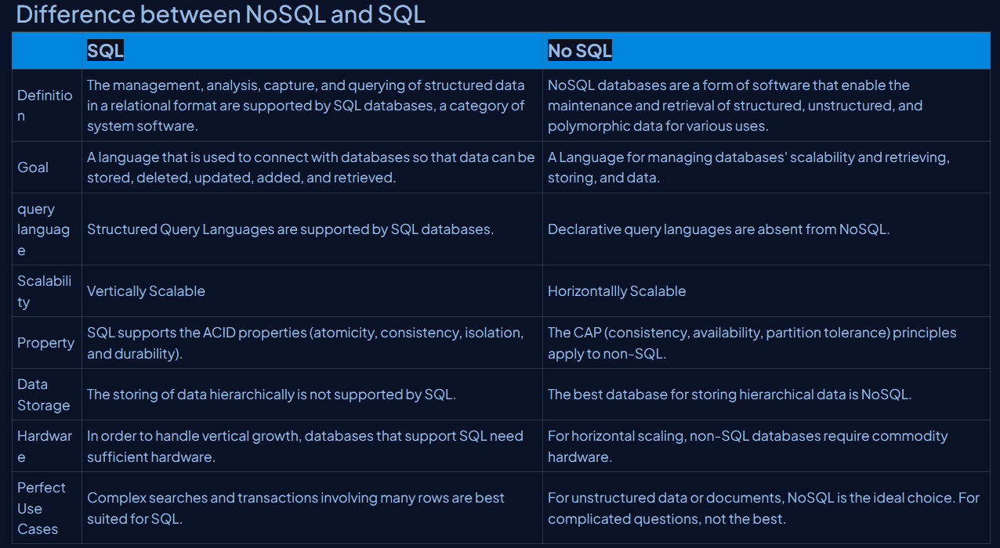 Difference between NoSQL and SQL
SQL
No SQL
Definitio
n
The management, analysis, capture, and querying of structured data
in a relational format are supported by SQL databases, a category of
system software.
NoSQL databases are a form of software that enable the
maintenance and retrieval of structured, unstructured, and
polymorphic data for various uses.
Goal
A language that is used to connect with databases so that data can be
stored, deleted, updated, added, and retrieved.
A Language for managing databases' scalability and retrieving,
storing, and data.
query
languag
e
Structured Query Languages are supported by SQL databases.
Declarative query languages are absent from NoSQL.
Scalabili
ty
Vertically Scalable
Horizontallly Scalable
Property
SQL supports the ACID properties (atomicity, consistency, isolation,
and durability).
The CAP (consistency, availability, partition tolerance) principles
apply to non-SQL.
Data
Storage
The storing of data hierarchically is not supported by SQL.
The best database for storing hierarchical data is NoSQL.
Hardwar
e
In order to handle vertical growth, databases that support SQL need
sufficient hardware.
For horizontal scaling, non-SQL databases require commodity
hardware.
Perfect
Use
Cases
Complex searches and transactions involving many rows are best
suited for SQL.
For unstructured data or documents, NoSQL is the ideal choice. For
complicated questions, not the best.